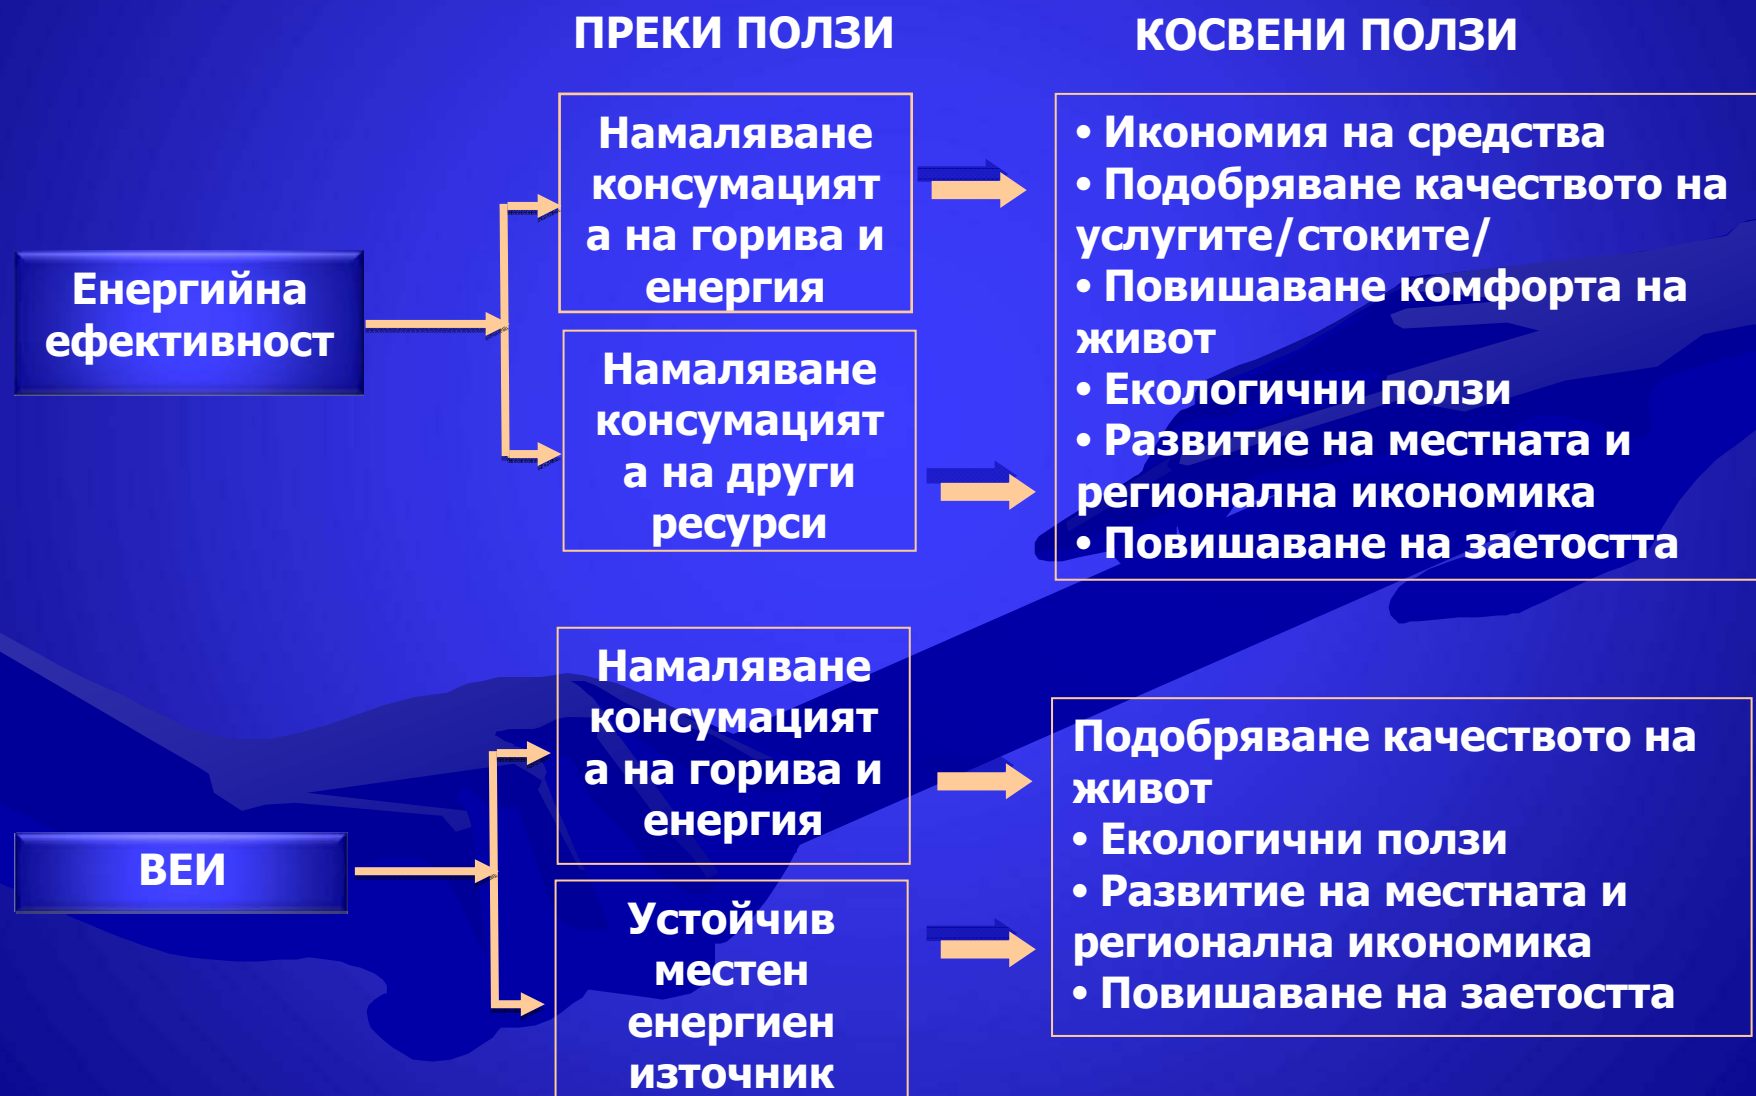 ПРЕКИ ПОЛЗИ
КОСВЕНИ ПОЛЗИ
Енергийна
ефективност
Намаляване
консумацият
а на горива и
енергия
Намаляване
консумацият
а на други
ресурси
• Икономия на средства
• Подобряване качеството на
услугите/стоките/
• Повишаване комфорта на
живот
• Екологични ползи
• Развитие на местната и
регионална икономика
• Повишаване на заетостта
ВЕИ
Намаляване
консумацият
а на горива и
енергия
Устойчив
местен
енергиен
източник
Подобряване качеството на
живот
• Екологични ползи
• Развитие на местната и
регионална икономика
• Повишаване на заетостта